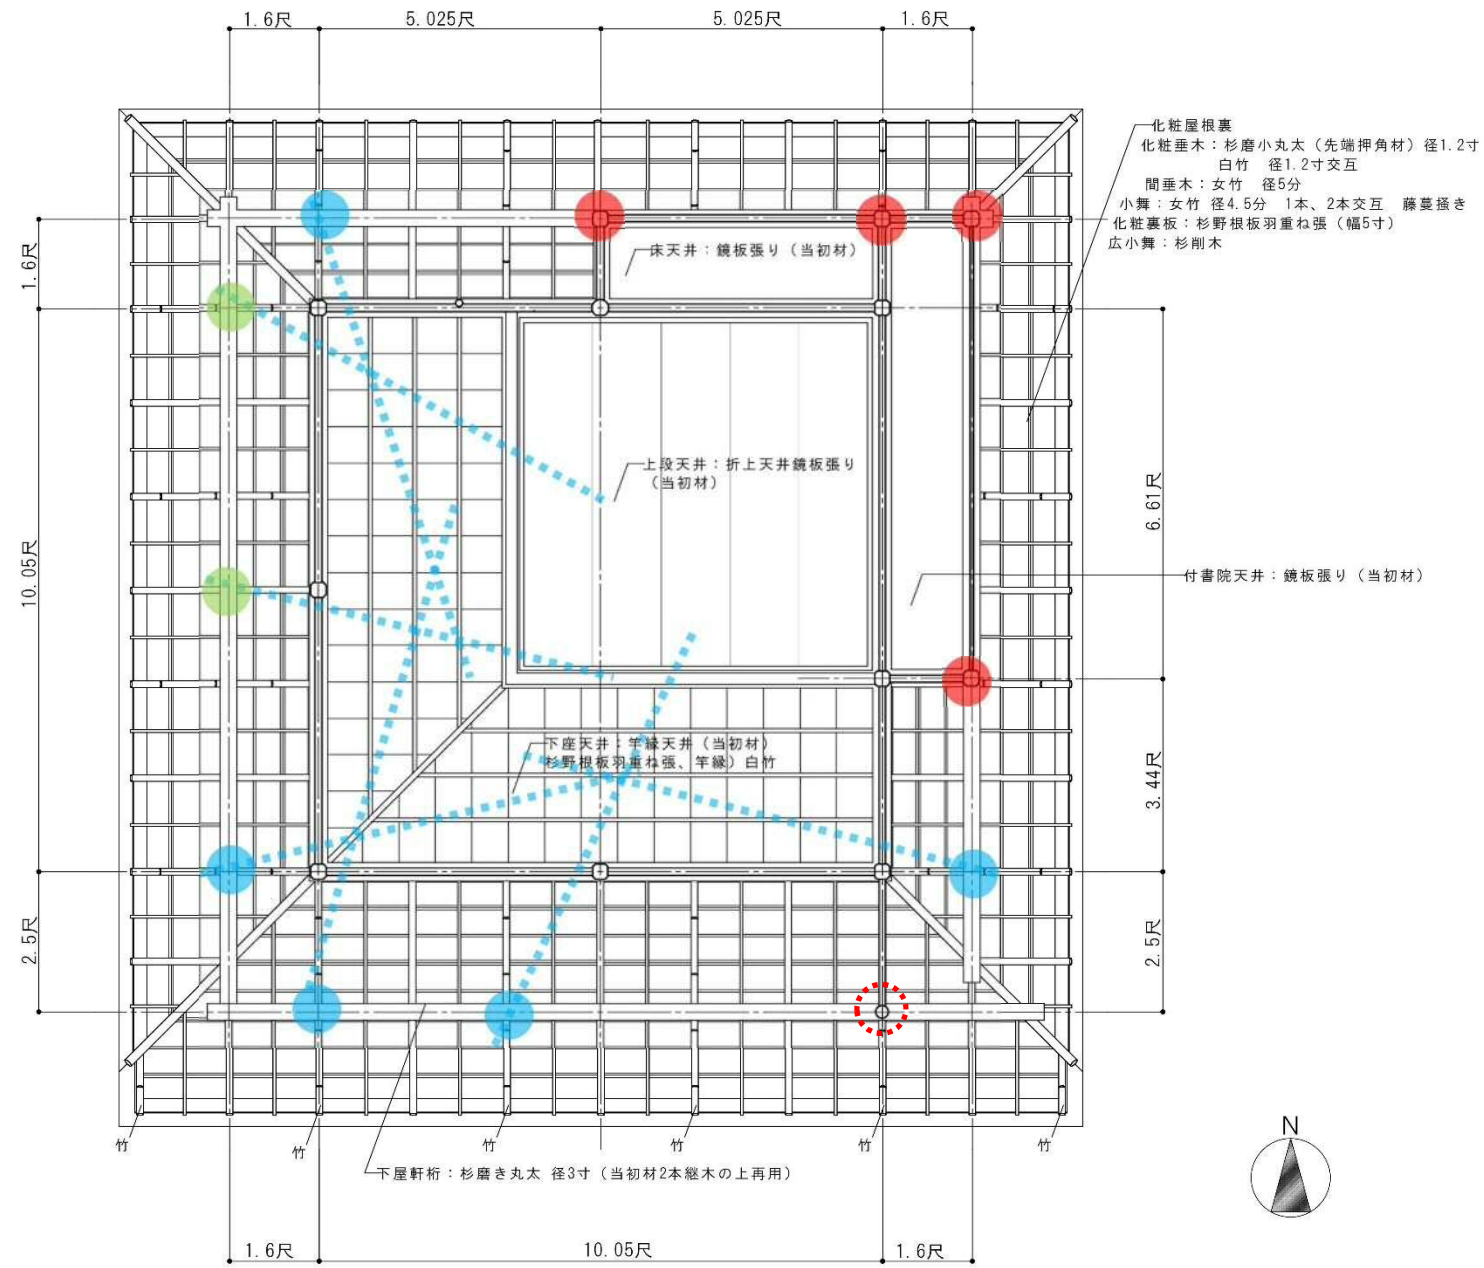 1.6尺
5.025尺
5.025尺
1.6尺
化粧屋根裏
化粧垂木：杉磨小丸太（先端押角材）径1.2寸
白竹　径1.2寸交互
間垂木：女竹　径5分
小舞：女竹 径4.5分　1本、2本交互　藤蔓掻き
化粧裏板：杉野根板羽重ね張（幅5寸）
広小舞：杉削木
1.6尺
床天井：鏡板張り（当初材）
上段天井：折上天井鏡板張り
（当初材）
6.61尺
10.05尺
付書院天井：鏡板張り（当初材）
下座天井：竿縁天井（当初材）
杉野根板羽重ね張、竿縁）白竹
3.44尺
2.5尺
2.5尺
竹
竹
竹
竹
竹
竹
下屋軒桁：杉磨き丸太 径3寸（当初材2本継木の上再用）
N
1.6尺
10.05尺
1.6尺